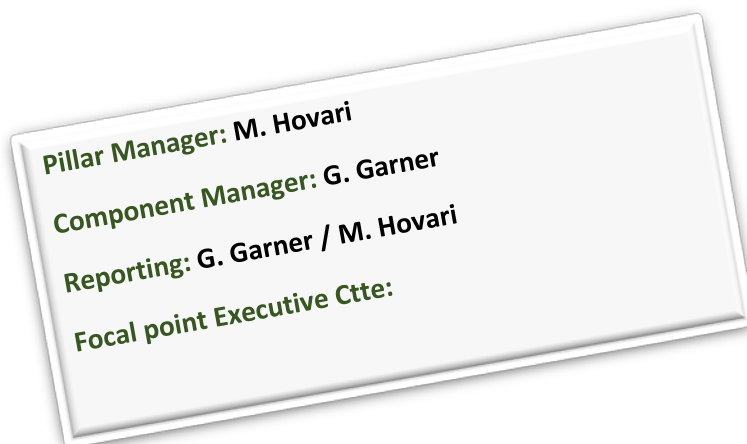 Pillar Manager: M. Hovari
Component Manager: G. Garner
Reporting: G. Garner / M. Hovari
Focal point Executive Ctte: